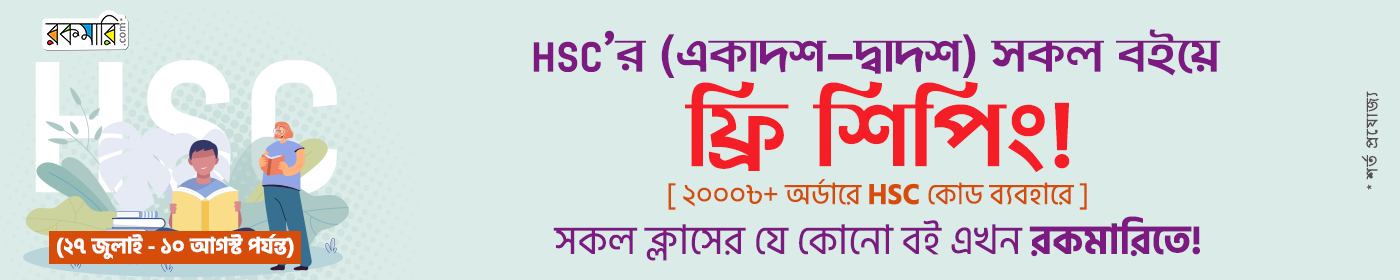 রকমারি.com
HSC
HSC’র (একাদশ–দ্বাদশ) সকল বইয়ে
ফ্রি শিপিং!
[ ২০০০৳+ অর্ডারে HSC কোড ব্যবহারে ]
সকল ক্লাসের যে কোনো বই এখন রকমারিতে!
(২৭ জুলাই - ১০ আগস্ট পর্যন্ত)
* শর্ত প্রযোজ্য